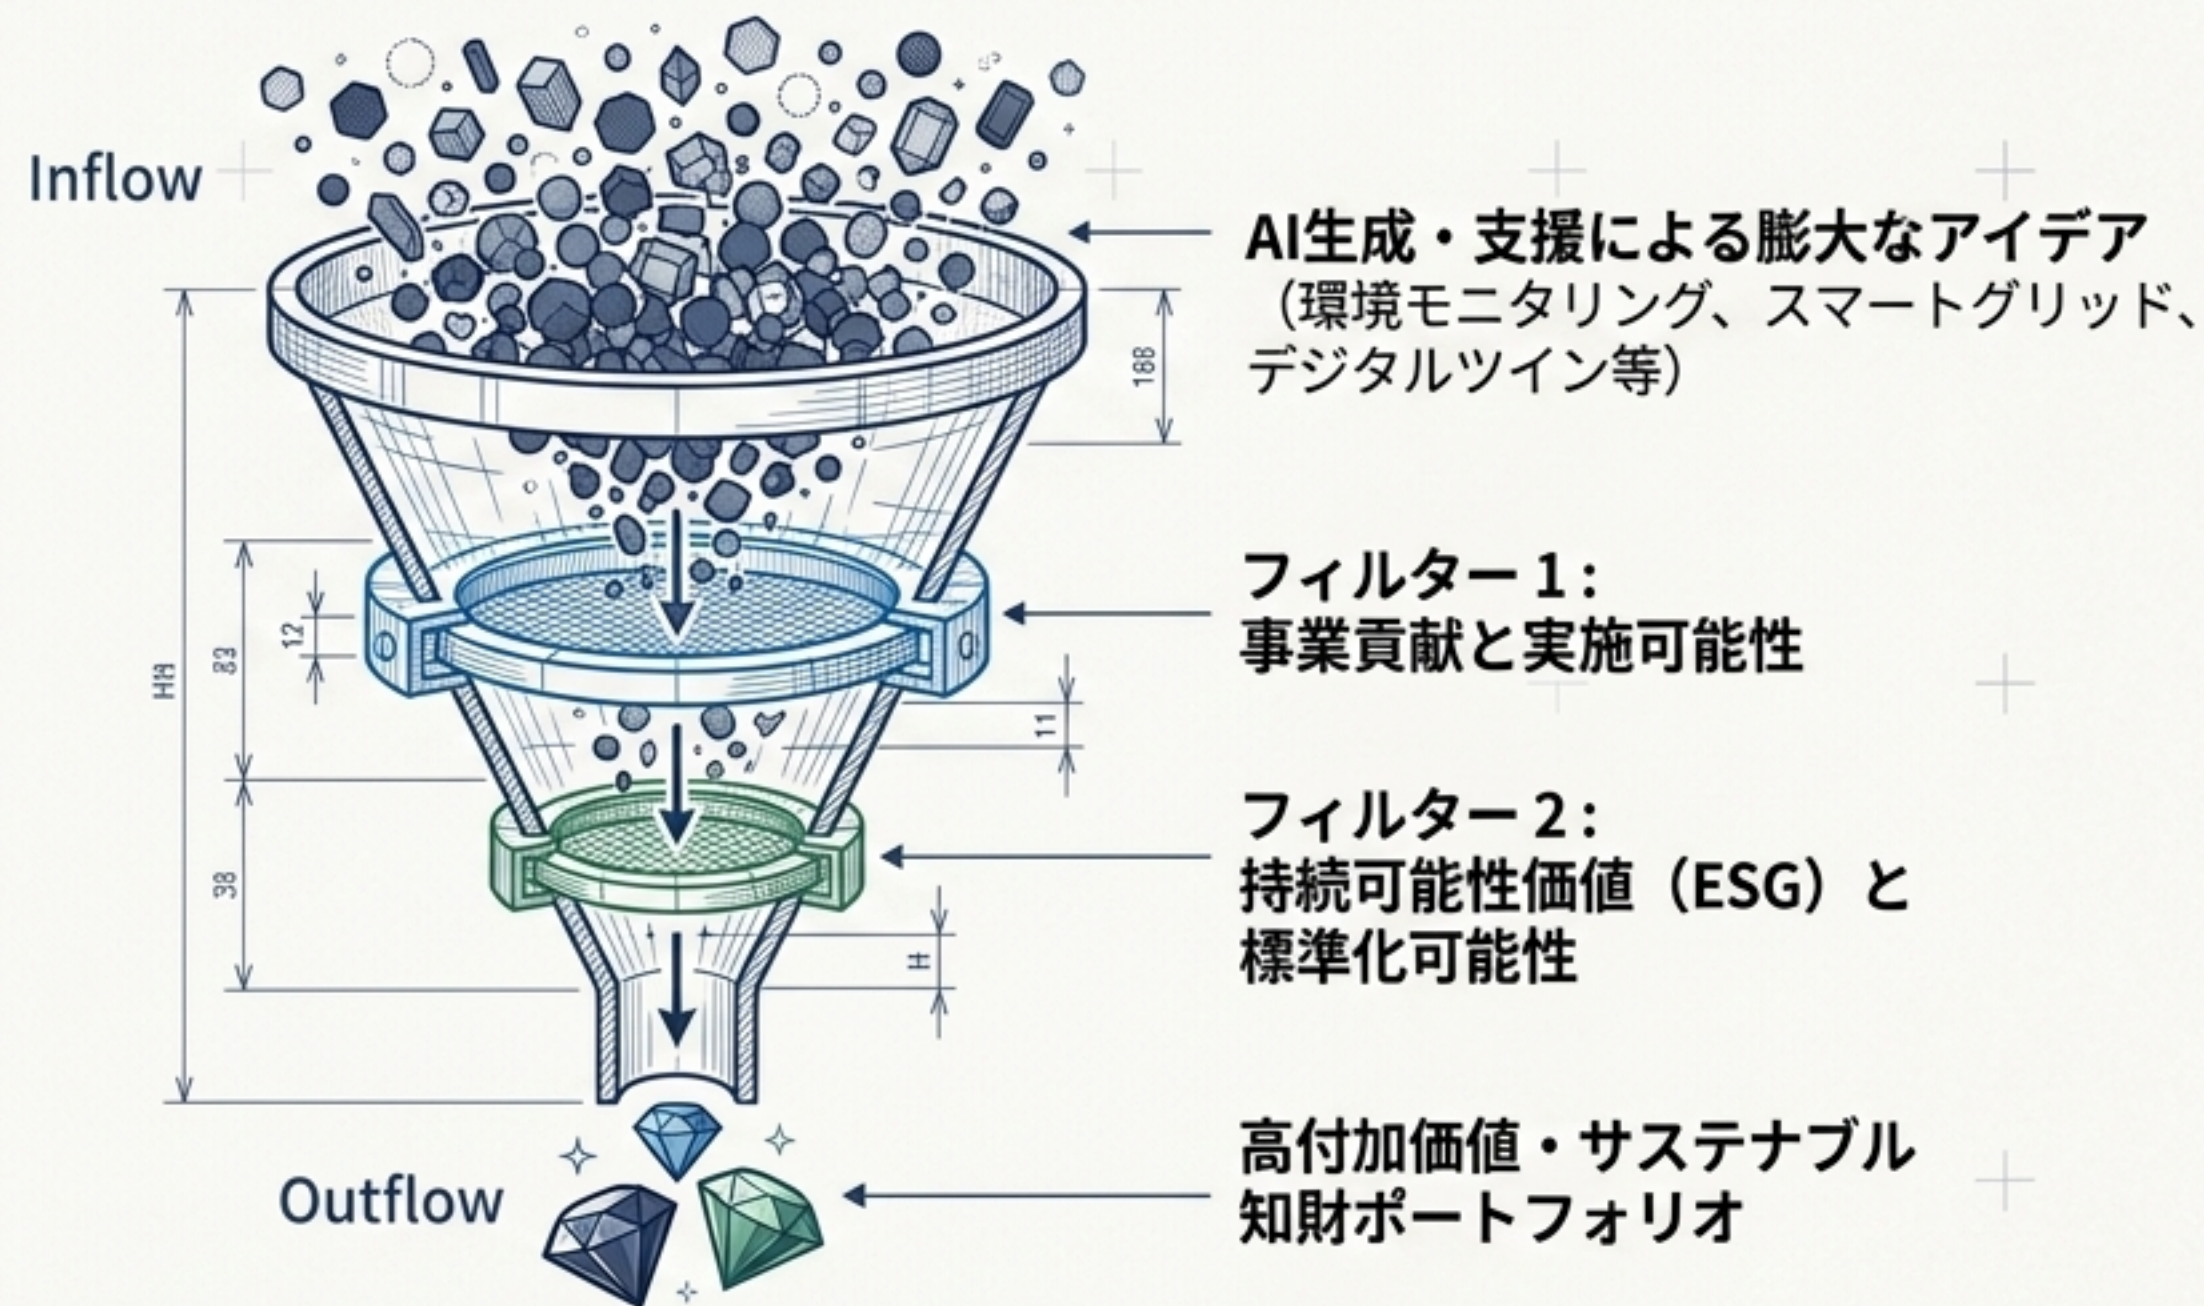 Inflow
AI生成・支援による膨大なアイデア
（環境モニタリング、スマートグリッド、
デジタルツイン等）
188
フィルター 1：
事業貢献と実施可能性
12
83
11
フィルター 2：
持続可能性価値（ESG）と
標準化可能性
38
H
高付加価値・サステナブル
知財ポートフォリオ
Outflow